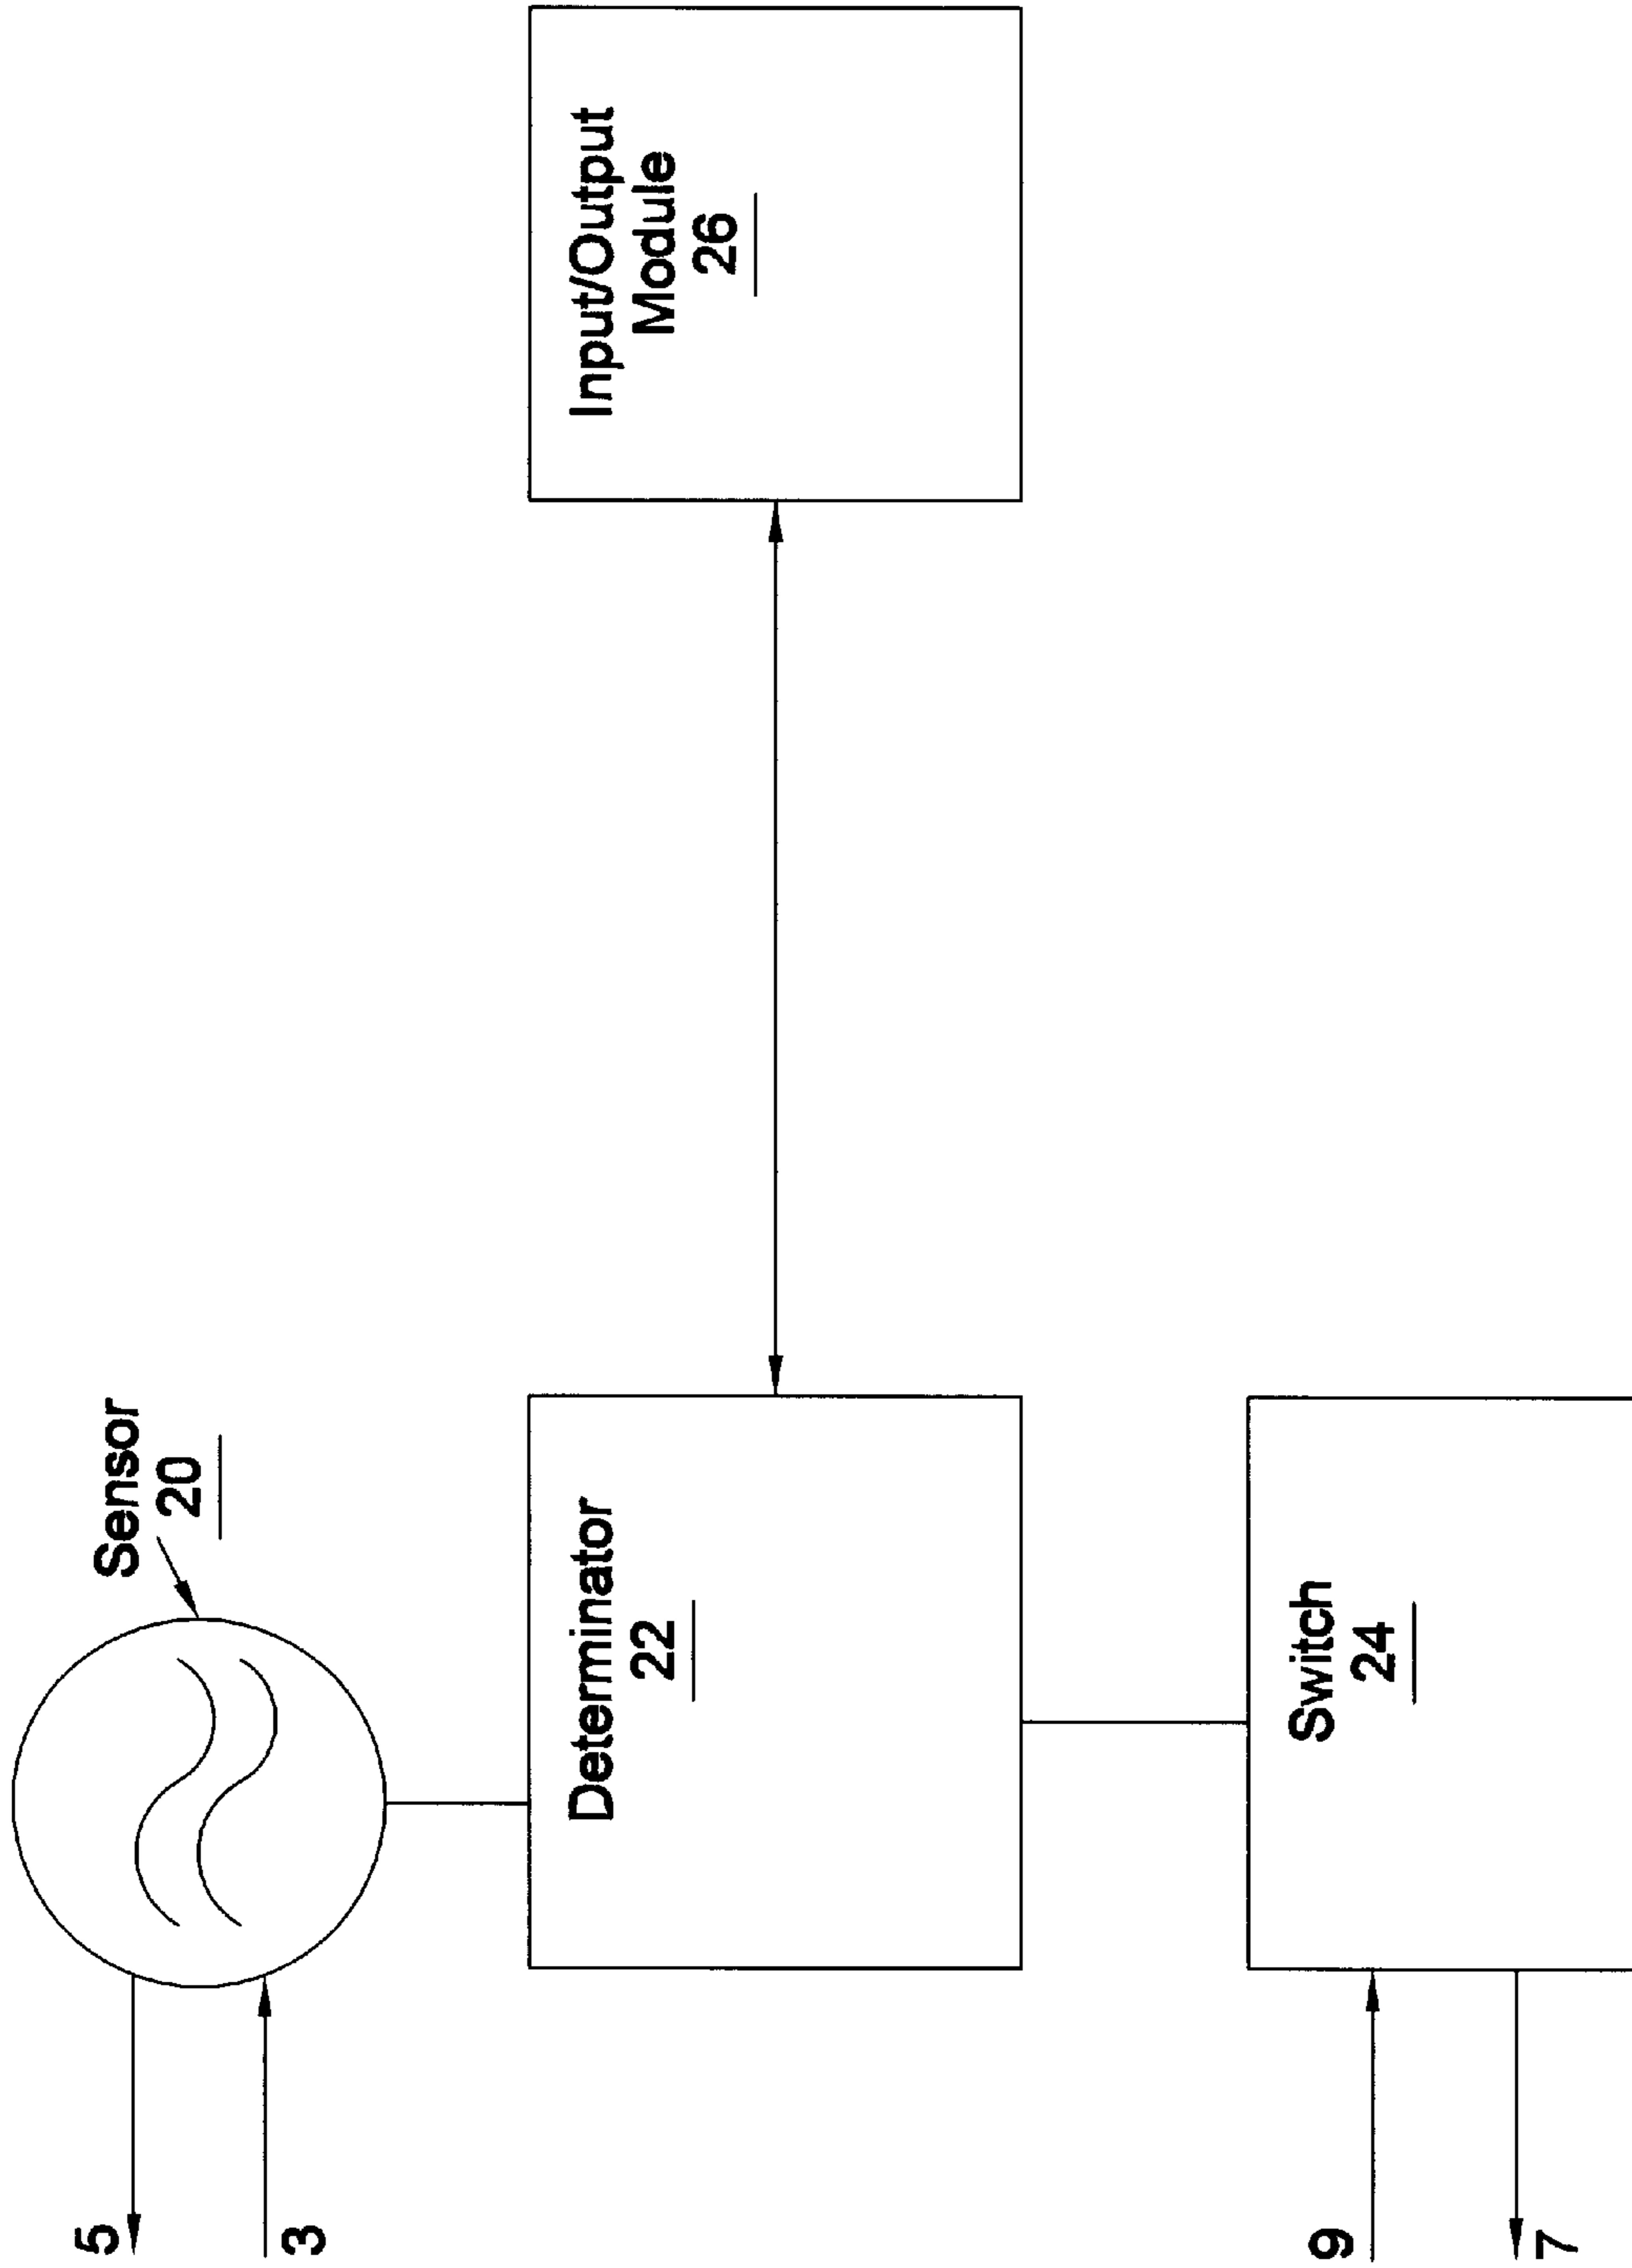 5
3
Sensor
20
Determinator
22
Input/Output
Module
26
9
7
Switch
24